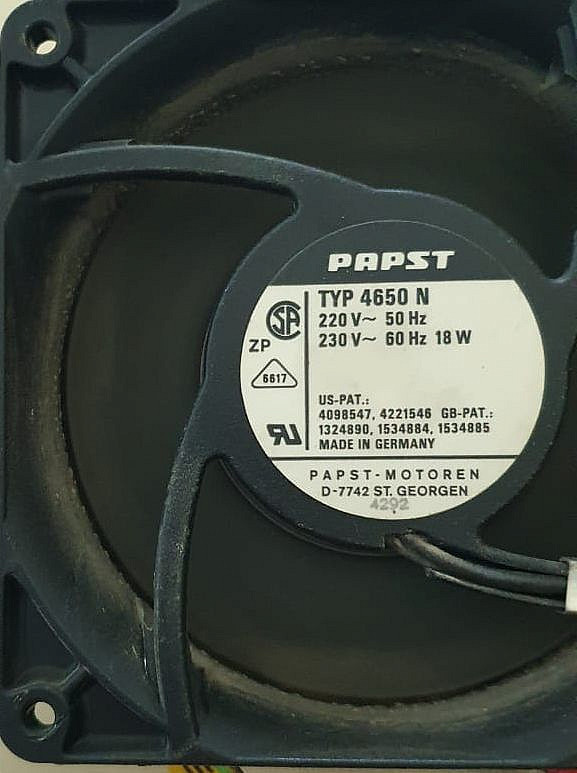 PAPST
TYP 4650 N
220 V~ 50 Hz
230 V~ 60 Hz 18 W
SA
ZP
6617
US-PAT.:
4098547, 4221546 GB-PAT.:
1324890, 1534884, 1534885
MADE IN GERMANY
PAPST-MOTOREN
D-7742 ST. GEORGEN
4292